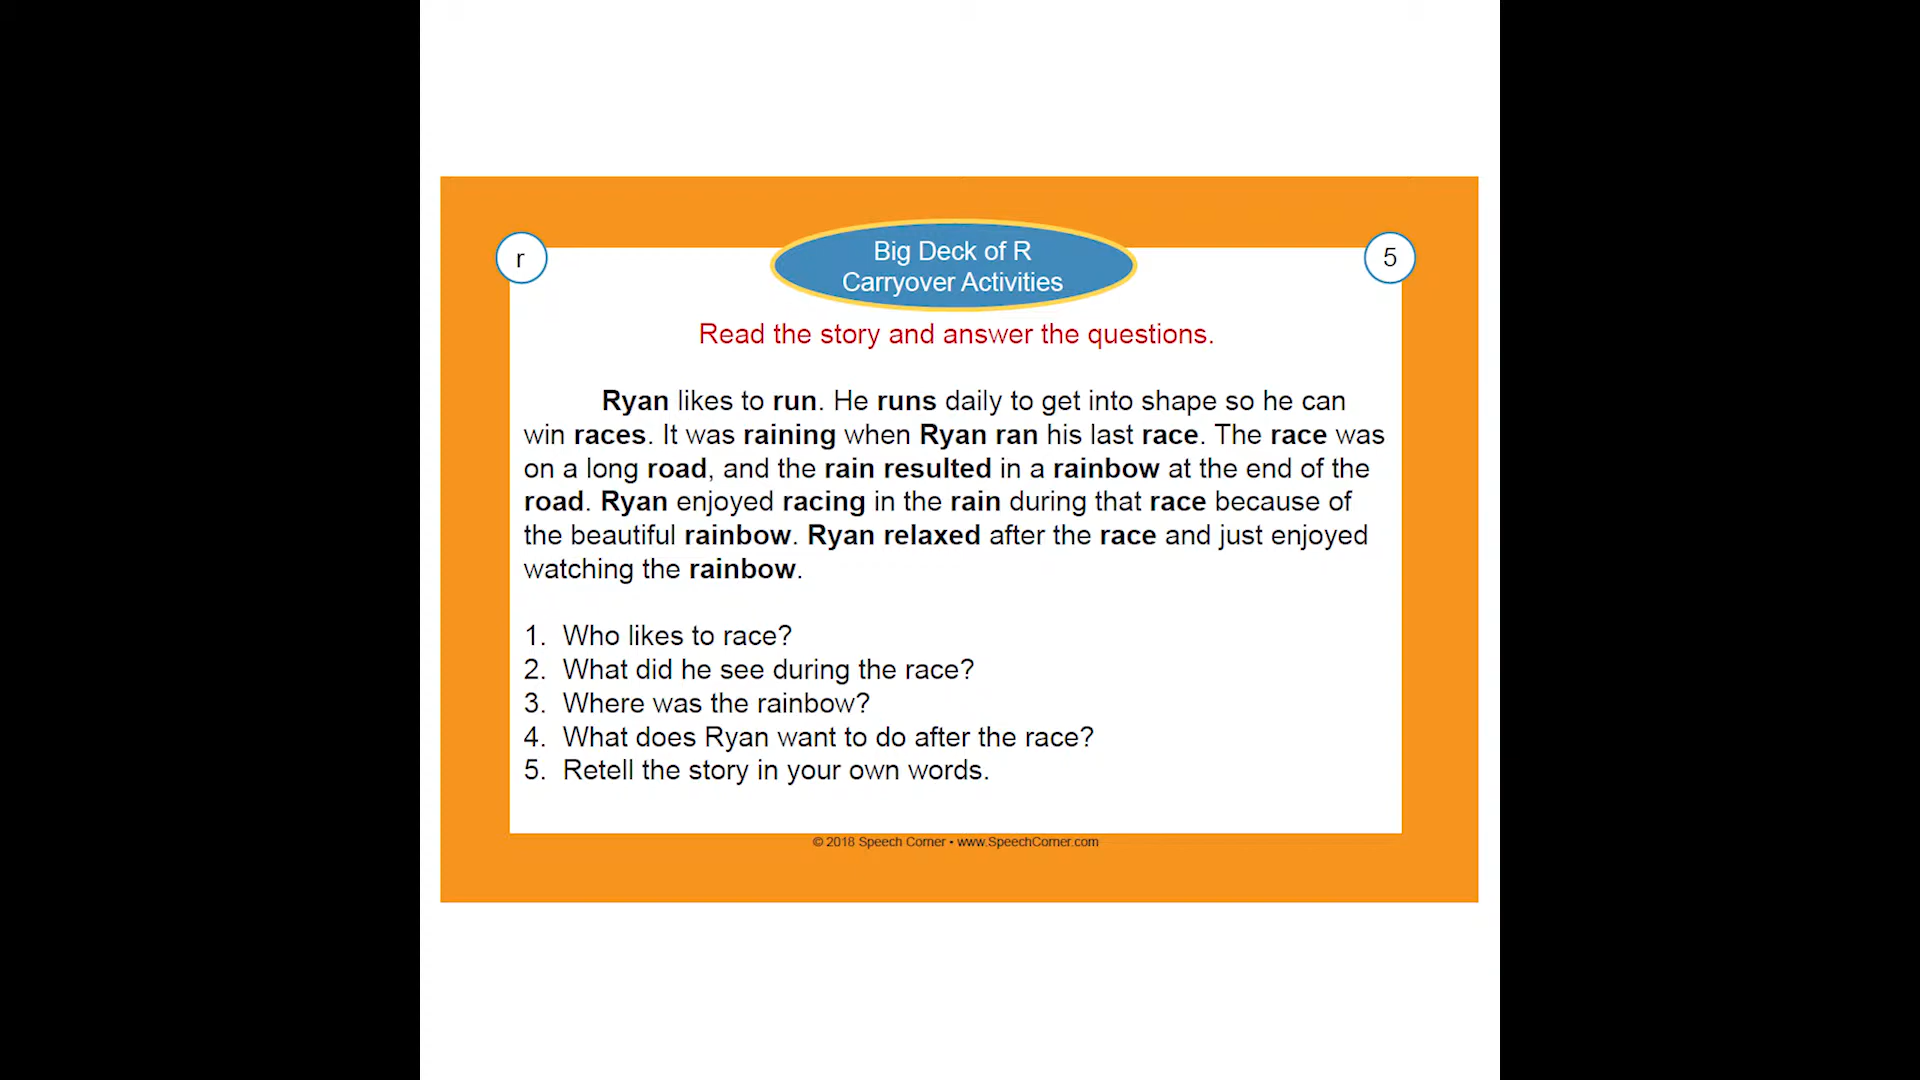 r
Big Deck of R
Carryover Activities
5
Read the story and answer the questions.
Ryan likes to run. He runs daily to get into shape so he can
win races. It was raining when Ryan ran his last race. The race was
on a long road, and the rain resulted in a rainbow at the end of the
road. Ryan enjoyed racing in the rain during that race because of
the beautiful rainbow. Ryan relaxed after the race and just enjoyed
watching the rainbow.
1. Who likes to race?
2. What did he see during the race?
3. Where was the rainbow?
4. What does Ryan want to do after the race?
5. Retell the story in your own words.
© 2018 Speech Corner • www.SpeechCorner.com